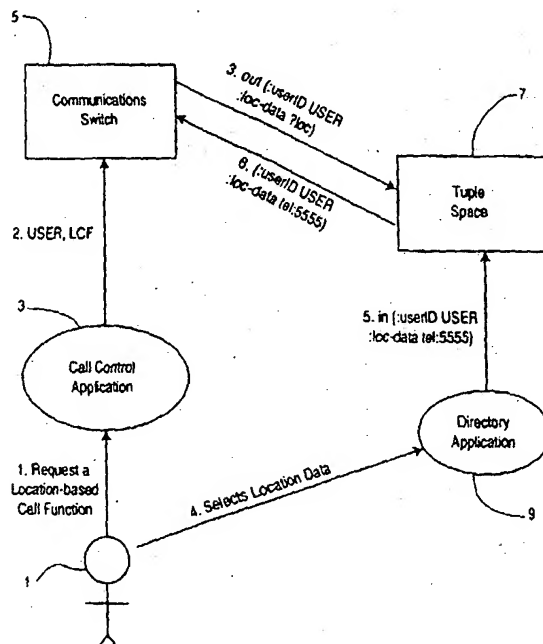 5
Communications
Switch
3. out (:userID USER
:loc-data ?loc)
7
6. (:userID USER
:loc-data tel:5555)
Tuple
Space
2. USER, LCF
3
Call Control
Application
5. in (:userID USER
:loc-data tel:5555)
Directory
Application
1. Request a
Location-based
Call Function
4. Selects Location Data
9
1